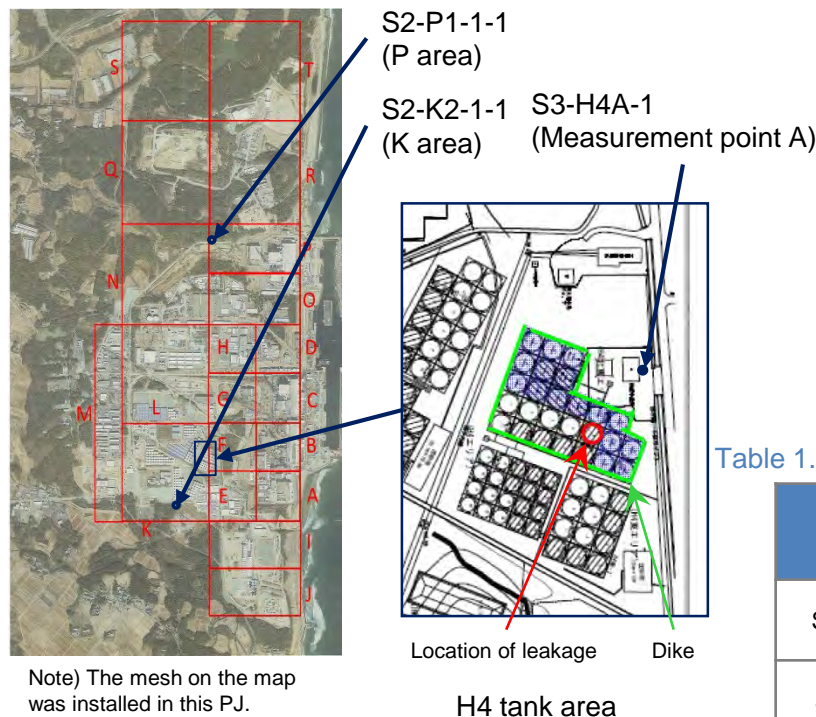 S2-P1-1-1
(P area)
S2-K2-1-1
(K area)
S3-H4A-1
(Measurement point A)
S
T
Q
R
N
O
H
D
M
L
G
C
F
B
E
A
K
I
J
Location of leakage
Dike
H4 tank area
Note) The mesh on the map
was installed in this PJ.
Table 1.
S